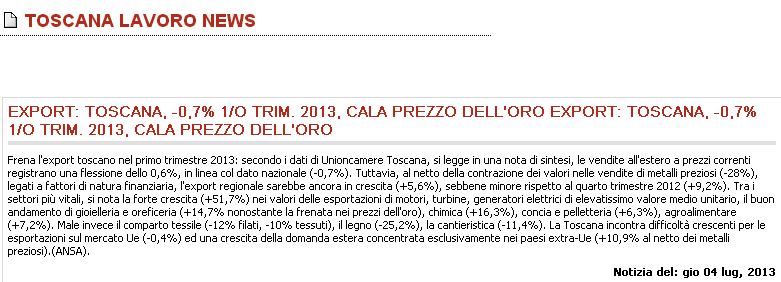 TOSCANA LAVORO NEWS
EXPORT: TOSCANA, -0,7% 1/O TRIM. 2013, CALA PREZZO DELL'ORO EXPORT: TOSCANA, -0,7%
1/O TRIM. 2013, CALA PREZZO DELL'ORO
Frena l'export toscano nel primo trimestre 2013: secondo i dati di Unioncamere Toscana, si legge in una nota di sintesi, le vendite all'estero a prezzi correnti
registrano una flessione dello 0,6%, in linea col dato nazionale (-0,7%). Tuttavia, al netto della contrazione dei valori nelle vendite di metalli preziosi (-28%),
legati a fattori di natura finanziaria, l'export regionale sarebbe ancora in crescita (+5,6%), sebbene minore rispetto al quarto trimestre 2012 (+9,2%). Tra i
settori più vitali, si nota la forte crescita (+51,7%) nei valori delle esportazioni di motori, turbine, generatori elettrici di elevatissimo valore medio unitario, il buon
andamento di gioielleria e oreficeria (+14,7% nonostante la frenata nei prezzi dell'oro), chimica (+16,3%), concia e pelletteria (+6,3%), agroalimentare
(+7,2%). Male invece il comparto tessile (-12% filati, -10% tessuti), il legno (-25,2%), la cantieristica (-11,4%). La Toscana incontra difficoltà crescenti per le
esportazioni sul mercato Ue (-0,4%) ed una crescita della domanda estera concentrata esclusivamente nei paesi extra-Ue (+10,9% al netto dei metalli
preziosi).(ANSA).
Notizia del: gio 04 lug, 2013